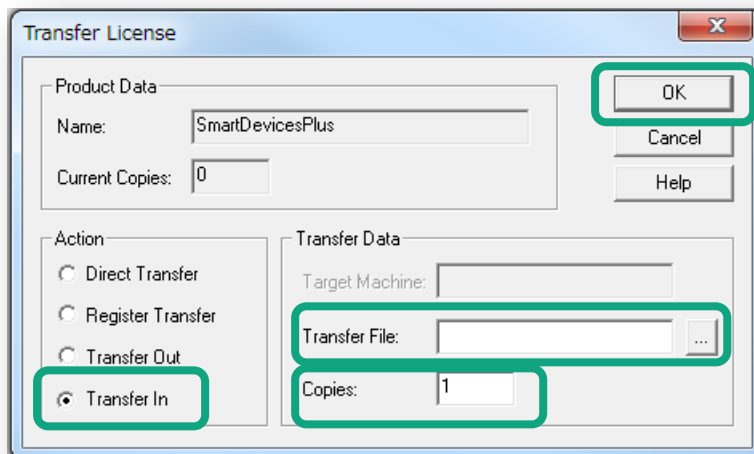 Transfer License
Product Data
Name: SmartDevicesPlus
Current Copies: 0
OK
Cancel
Help
Action
Direct Transfer
Register Transfer
Transfer Out
Transfer In
Transfer Data
Target Machine:
Transfer File: ...
Copies: 1